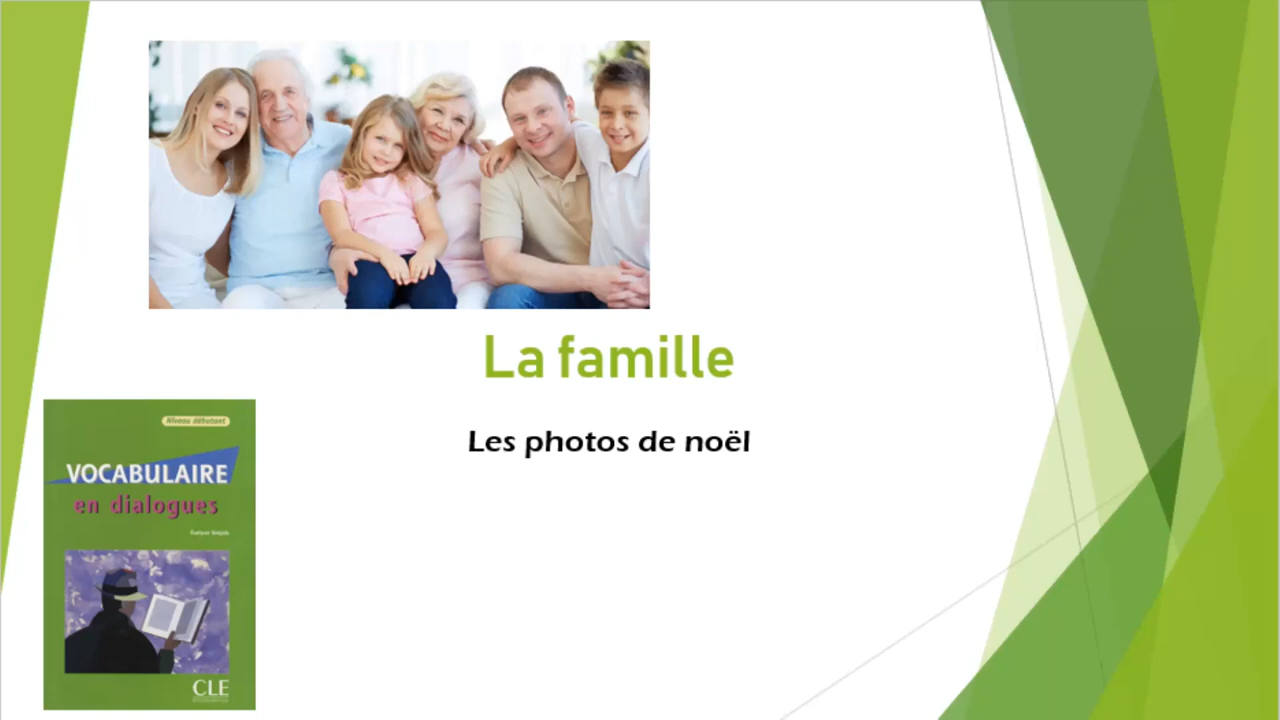 La famille
Les photos de noël
Niveau débutant
VOCABULAIRE
en dialogues
CLE